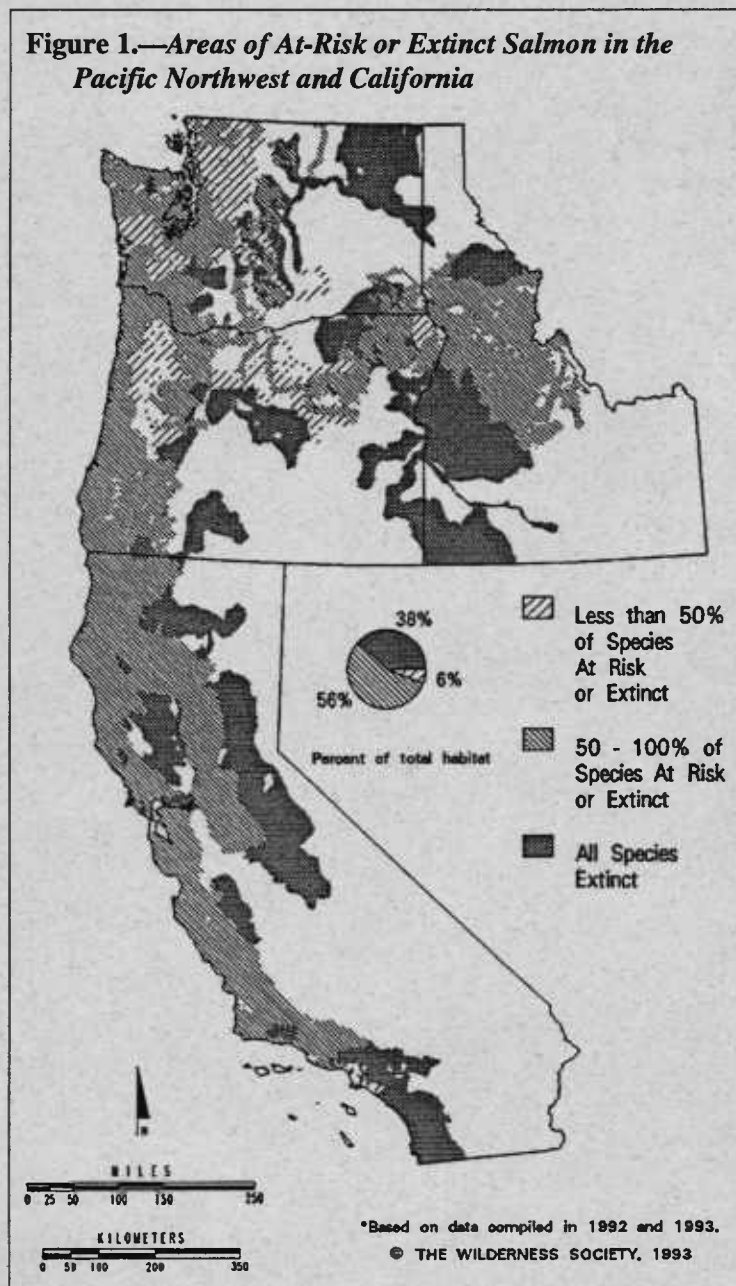 Figure 1.—Areas of At-Risk or Extinct Salmon in the
Pacific Northwest and California
38%
6%
56%
Percent of total habitat
Less than 50%
of Species
At Risk
or Extinct
50 - 100% of
Species At Risk
or Extinct
All Species
Extinct
N
MILES
0 25 50 100 150 250
KILOMETERS
0 50 100 200 350
*Based on data compiled in 1992 and 1993.
© THE WILDERNESS SOCIETY, 1993